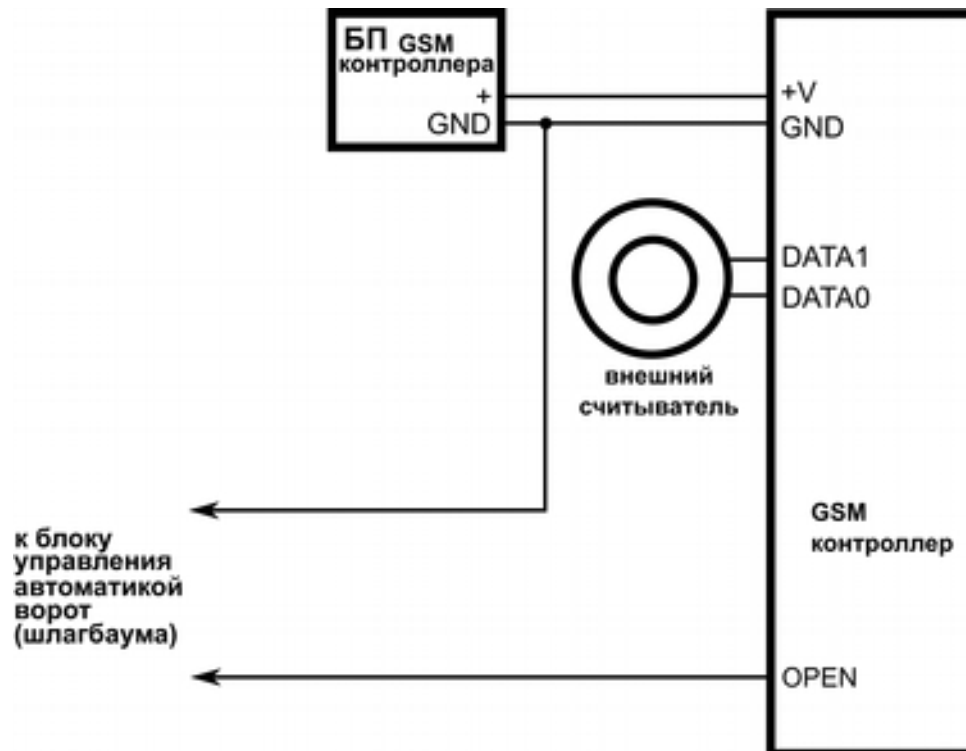 БП GSM
контроллера
+
GND
+V
GND
DATA1
DATA0
внешний
считыватель
GSM
контроллер
к блоку
управления
автоматикой
ворот
(шлагбаума)
OPEN